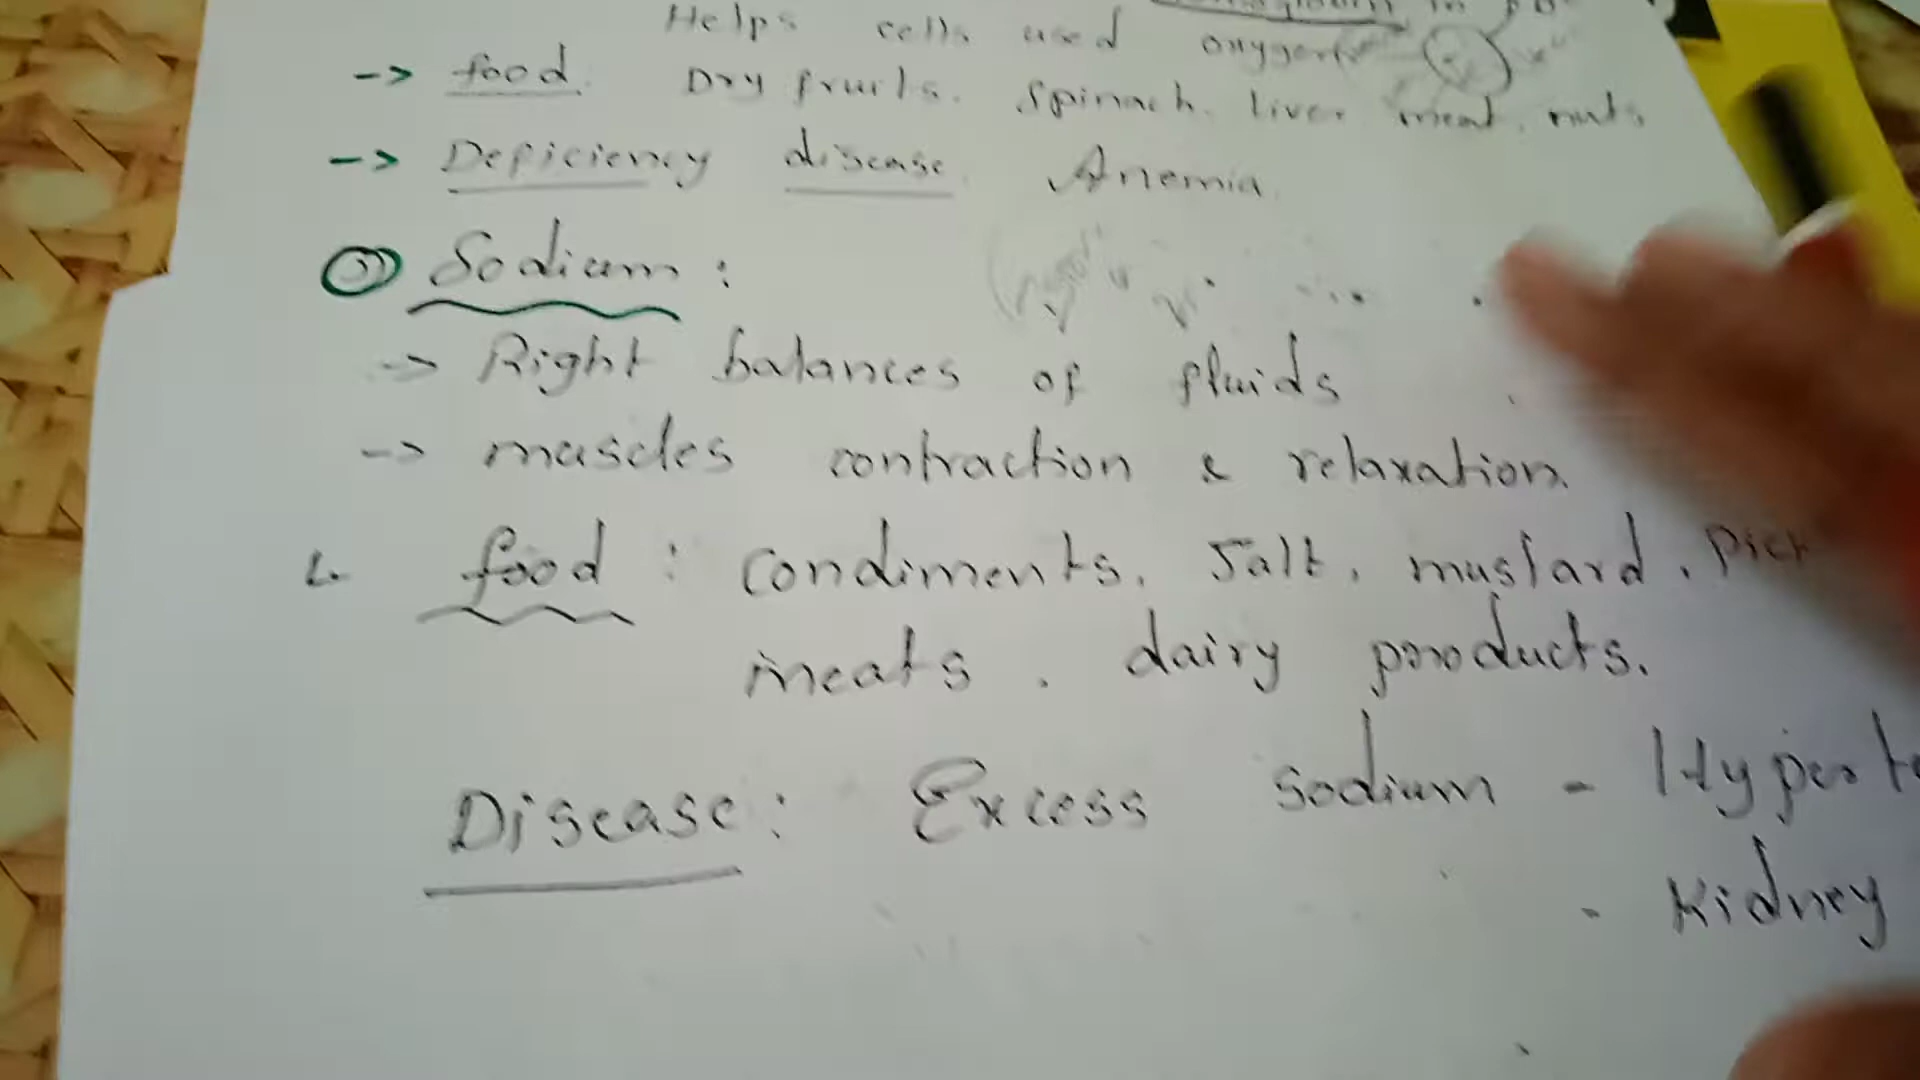 Helps cells used oxygen
-> food. Dry fruits. Spinach. liver meat. nuts
-> Deficiency disease. Anemia.
Sodium :
-> Right balances of fluids
-> muscles contraction & relaxation.
food : Condiments. Salt. mustard.
meats. dairy products.
Disease : Excess sodium -
- Kidney